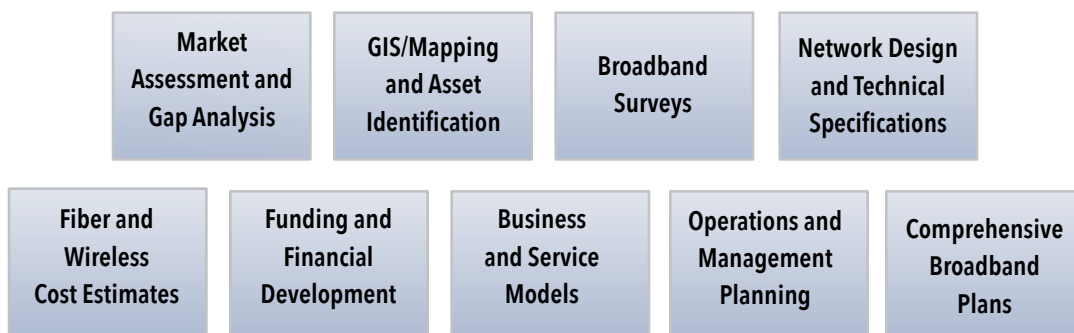 Market
Assessment and
Gap Analysis
GIS/Mapping
and Asset
Identification
Broadband
Surveys
Network Design
and Technical
Specifications
Fiber and
Wireless
Cost Estimates
Funding and
Financial
Development
Business
and Service
Models
Operations and
Management
Planning
Comprehensive
Broadband
Plans